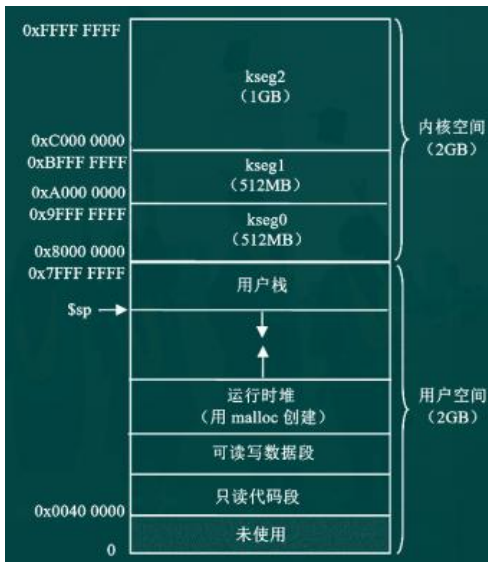 0xFFFF FFFF
kseg2
（1GB）
内核空间
（2GB）
0xC000 0000
0xBFFF FFFF
kseg1
（512MB）
0xA000 0000
0x9FFF FFFF
kseg0
（512MB）
0x8000 0000
0x7FFF FFFF
用户栈
$sp
运行时堆
（用 malloc 创建）
用户空间
（2GB）
可读写数据段
只读代码段
0x0040 0000
未使用
0